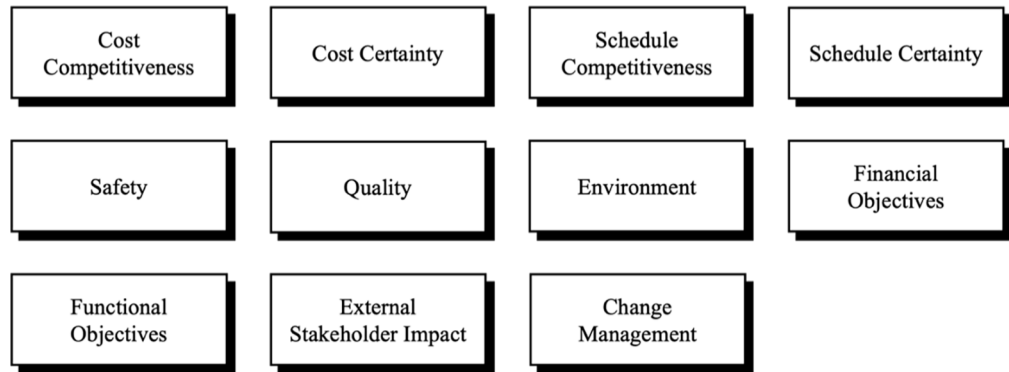 Cost
Competitiveness
Cost Certainty
Schedule
Competitiveness
Schedule Certainty
Safety
Quality
Environment
Financial
Objectives
Functional
Objectives
External
Stakeholder Impact
Change
Management